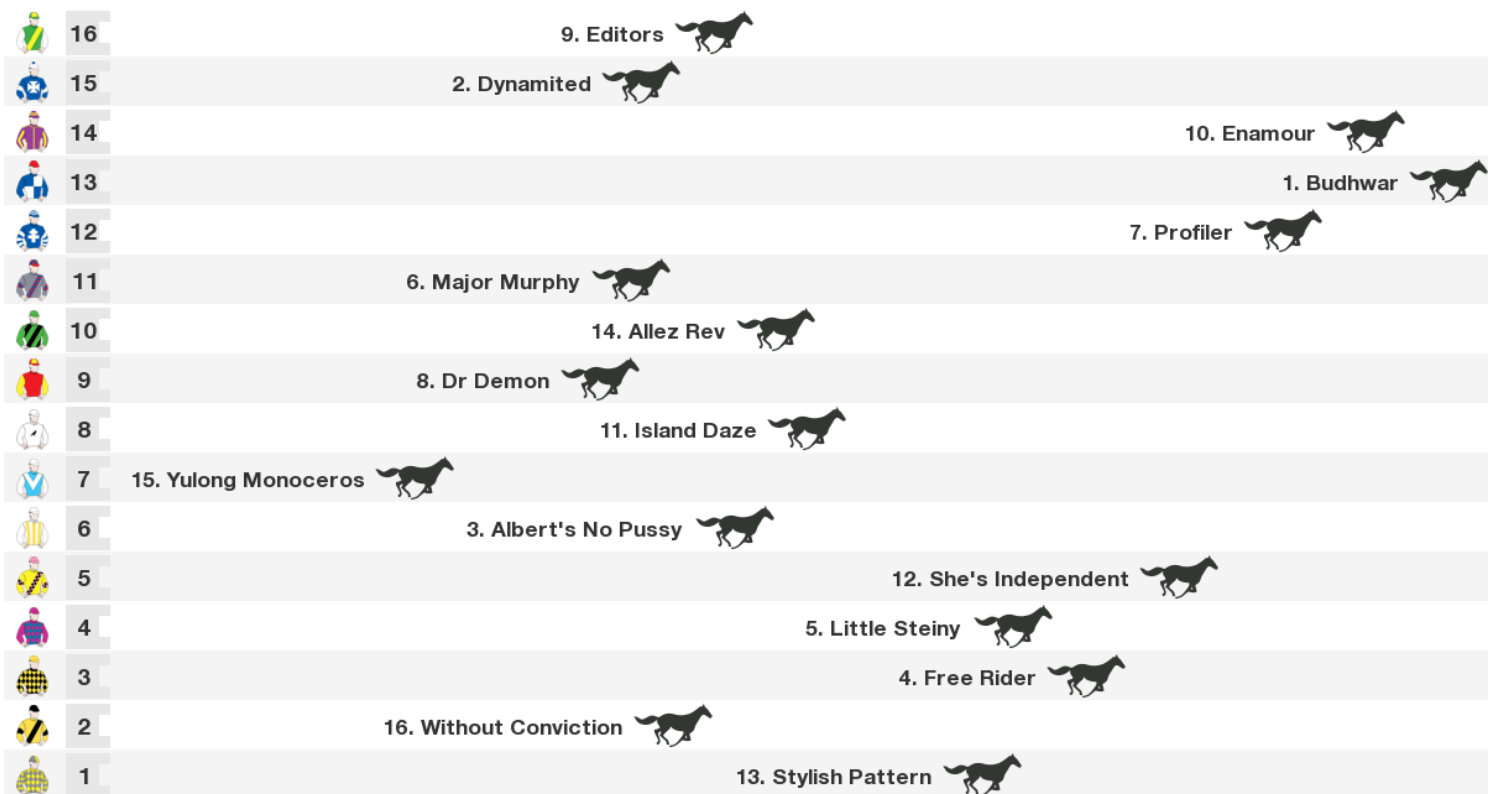 16 9. Editors
15 2. Dynamited
14 10. Enamour
13 1. Budhwar
12 7. Profiler
11 6. Major Murphy
10 14. Allez Rev
9 8. Dr Demon
8 11. Island Daze
7 15. Yulong Monoceros
6 3. Albert's No Pussy
5 12. She's Independent
4 5. Little Steiny
3 4. Free Rider
2 16. Without Conviction
1 13. Stylish Pattern